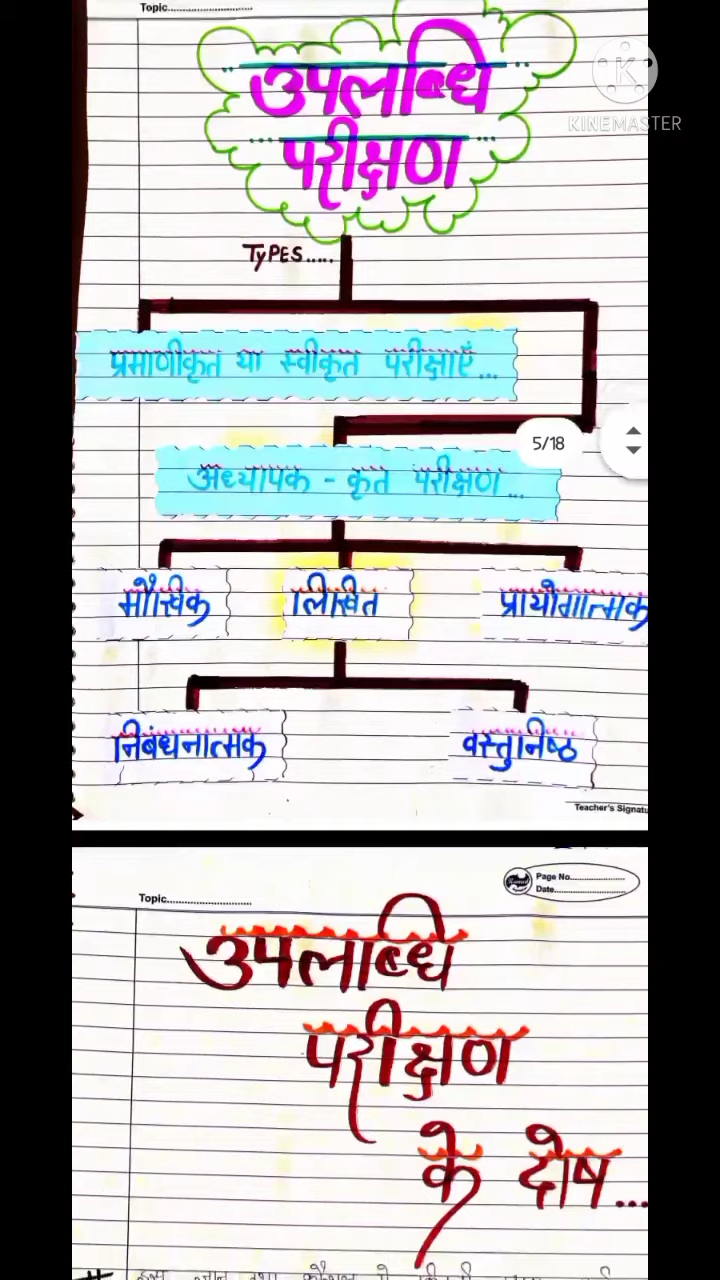 Topic
KINEMASTER
उपलब्धि
परीक्षण
TyPES.....
प्रमाणीकृत या स्वीकृत परीक्षाएँ...
5/18
अध्यापक - कृत परीक्षण...
मौखिक लिखित प्रायोगात्मक
निबंधनात्मक वस्तुनिष्ठ
Teacher's Signatu
Page No.
Date
Topic
उपलब्धि
परीक्षण
के दोष...